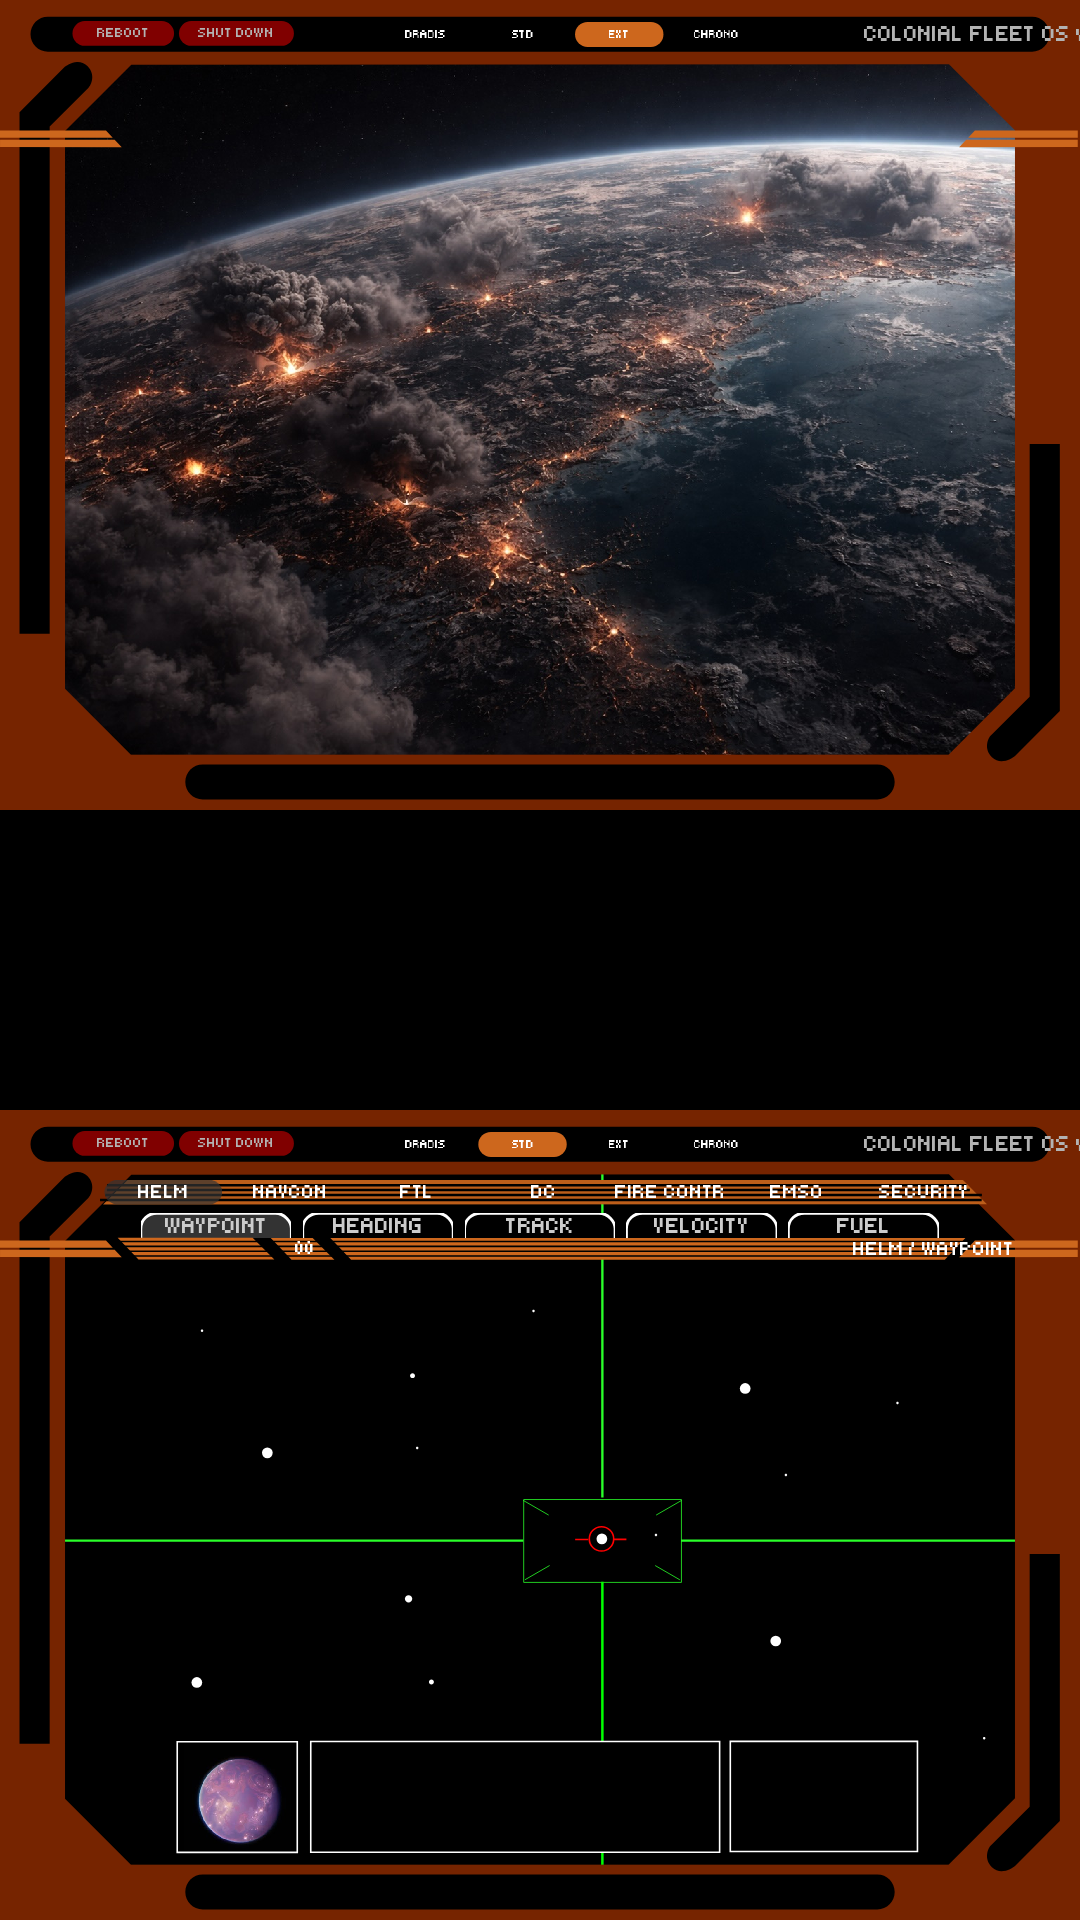 REBOOT SHUT DOWN DRADIS STD EXT CHRONO COLONIAL FLEET OS
REBOOT SHUT DOWN DRADIS STD EXT CHRONO COLONIAL FLEET OS
HELM NAVCON FTL DC FIRE CONTR EMSO SECURITY
WAYPOINT HEADING TRACK VELOCITY FUEL
00 HELM / WAYPOINT